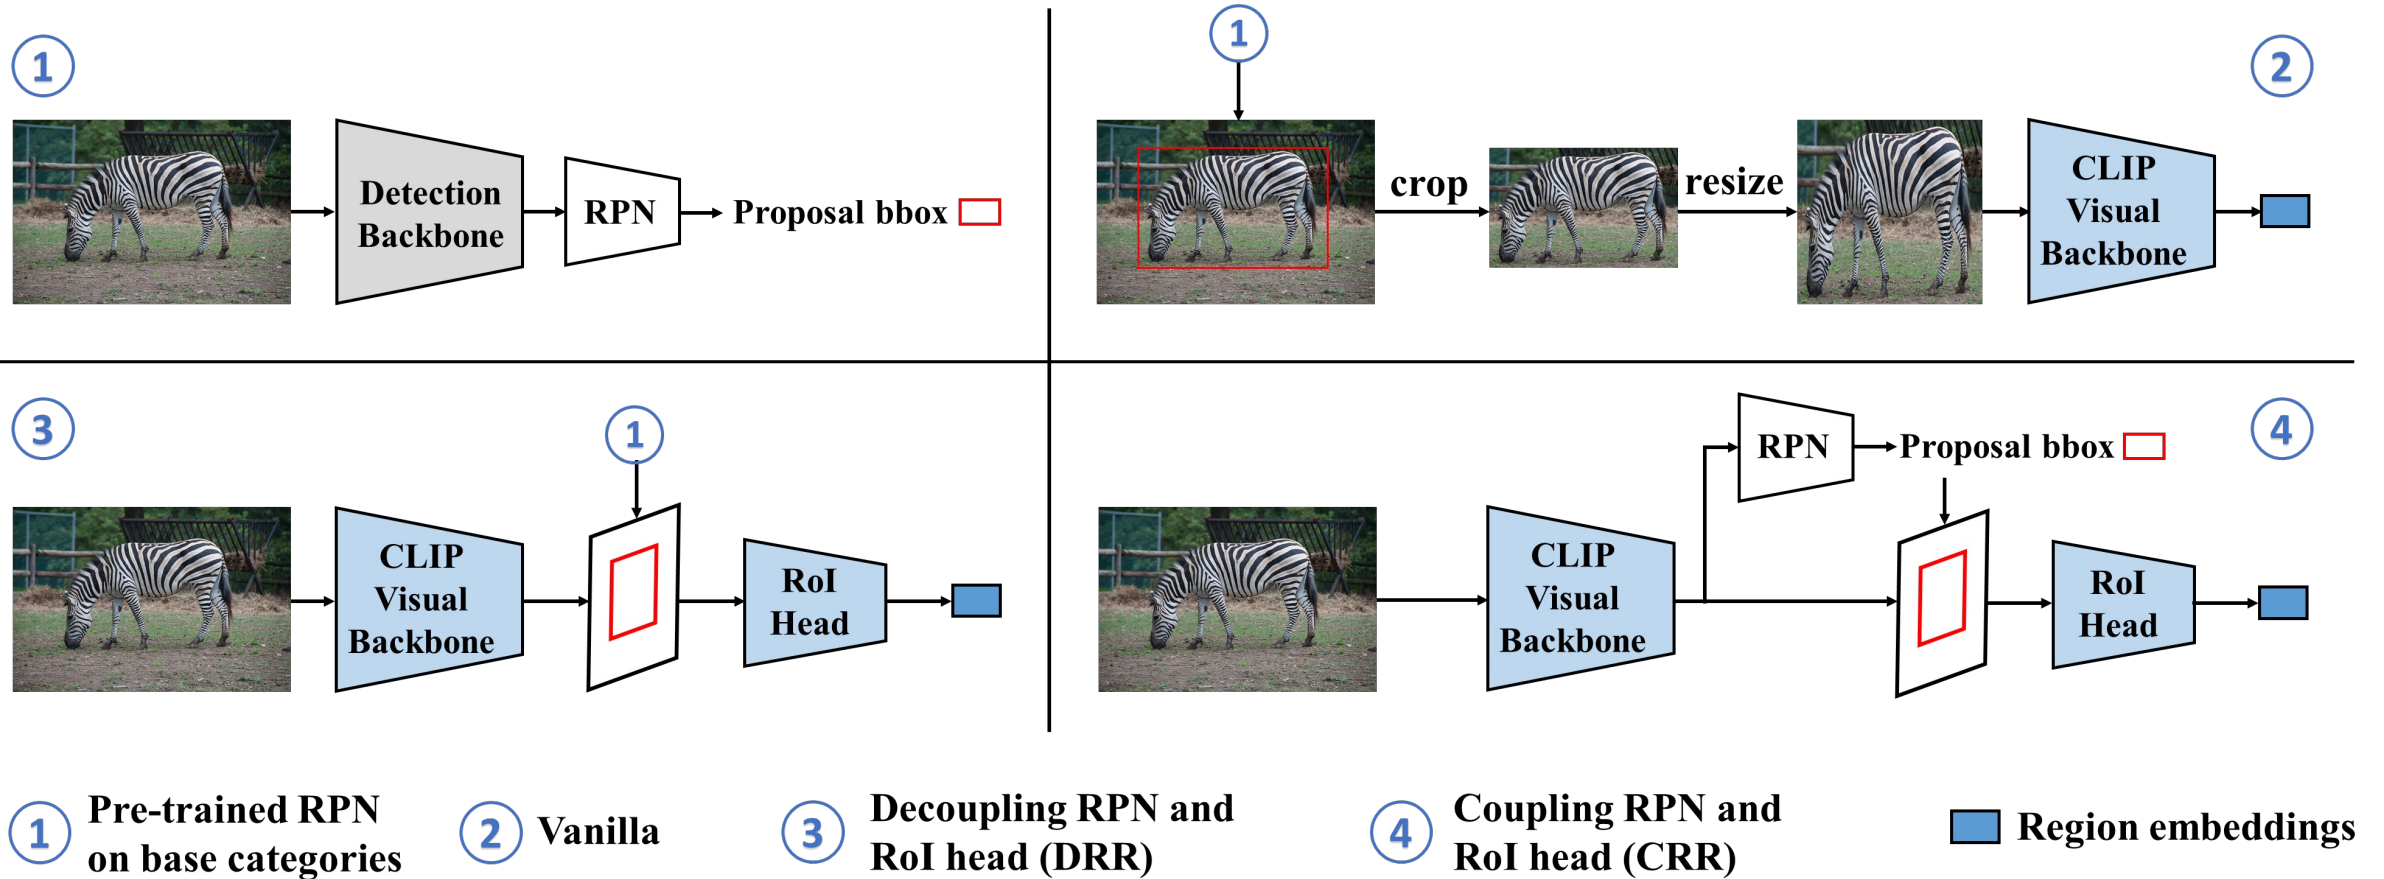 1
Detection
Backbone
RPN
Proposal bbox
1
2
crop
resize
CLIP
Visual
Backbone
3
1
CLIP
Visual
Backbone
RoI
Head
4
RPN
Proposal bbox
CLIP
Visual
Backbone
RoI
Head
1
Pre-trained RPN
on base categories
2
Vanilla
3
Decoupling RPN and
RoI head (DRR)
4
Coupling RPN and
RoI head (CRR)
Region embeddings